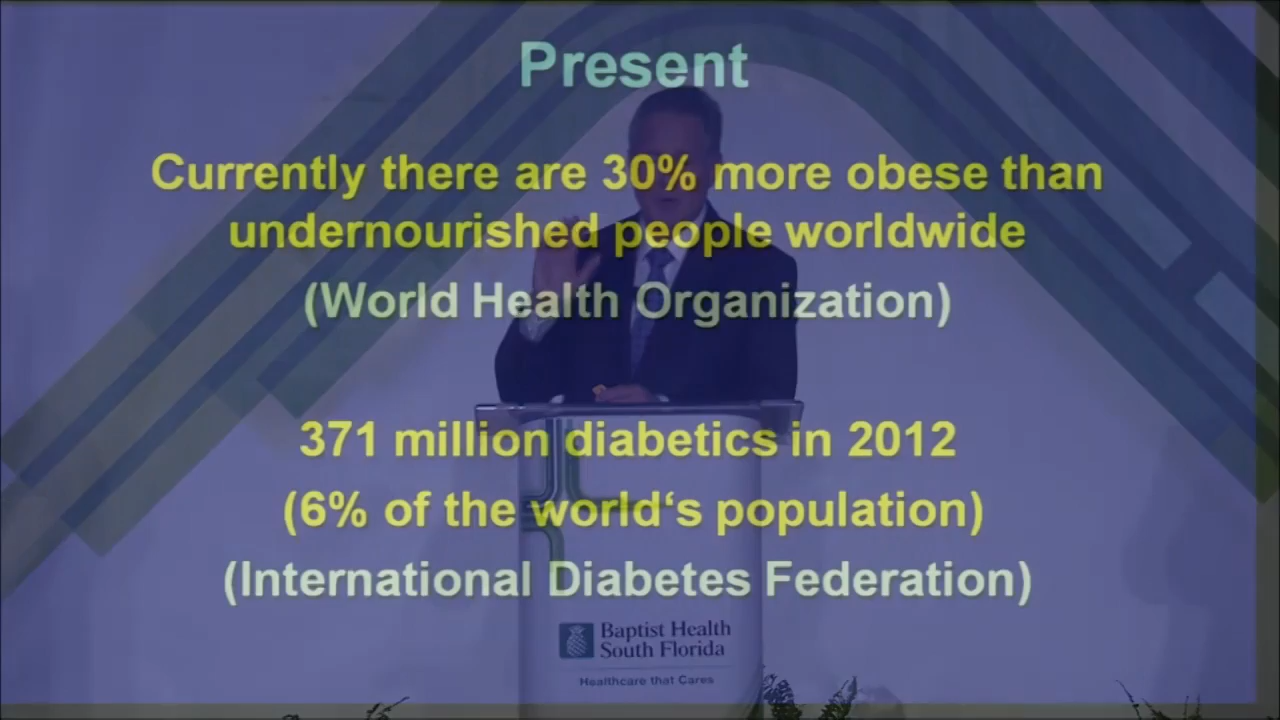 Present
Currently there are 30% more obese than
undernourished people worldwide
(World Health Organization)
371 million diabetics in 2012
(6% of the world‘s population)
(International Diabetes Federation)
Baptist Health
South Florida
Healthcare that Cares